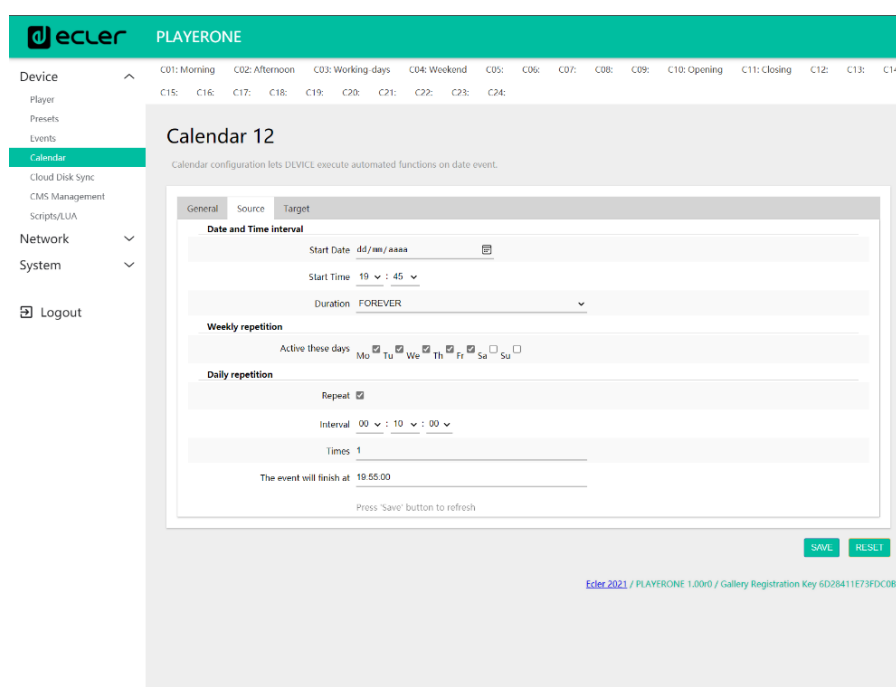 ecler PLAYERONE
Device
Player
Presets
Events
Calendar
Cloud Disk Sync
CMS Management
Scripts/LUA
Network
System
Logout
C01: Morning C02: Afternoon C03: Working-days C04: Weekend C05: C06: C07: C08: C09: C10: Opening C11: Closing C12: C13: C14
C15: C16: C17: C18: C19: C20: C21: C22: C23: C24:
Calendar 12
Calendar configuration lets DEVICE execute automated functions on date event.
General Source Target
Date and Time interval
Start Date dd/mm/aaaa
Start Time 19 : 45
Duration FOREVER
Weekly repetition
Active these days Mo Tu We Th Fr Sa Su
Daily repetition
Repeat
Interval 00 : 10 : 00
Times 1
The event will finish at 19:55:00
Press 'Save' button to refresh
SAVE RESET
Ecler 2021 / PLAYERONE 1.00r0 / Gallery Registration Key 6D28411E73FDC0B